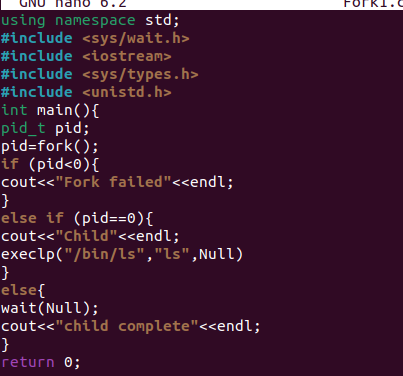 GNU nano 6.2 Fork1.c
using namespace std;
#include <sys/wait.h>
#include <iostream>
#include <sys/types.h>
#include <unistd.h>
int main(){
pid_t pid;
pid=fork();
if (pid<0){
cout<<"Fork failed"<<endl;
}
else if (pid==0){
cout<<"Child"<<endl;
execlp("/bin/ls","ls",Null)
}
else{
wait(Null);
cout<<"child complete"<<endl;
}
return 0;